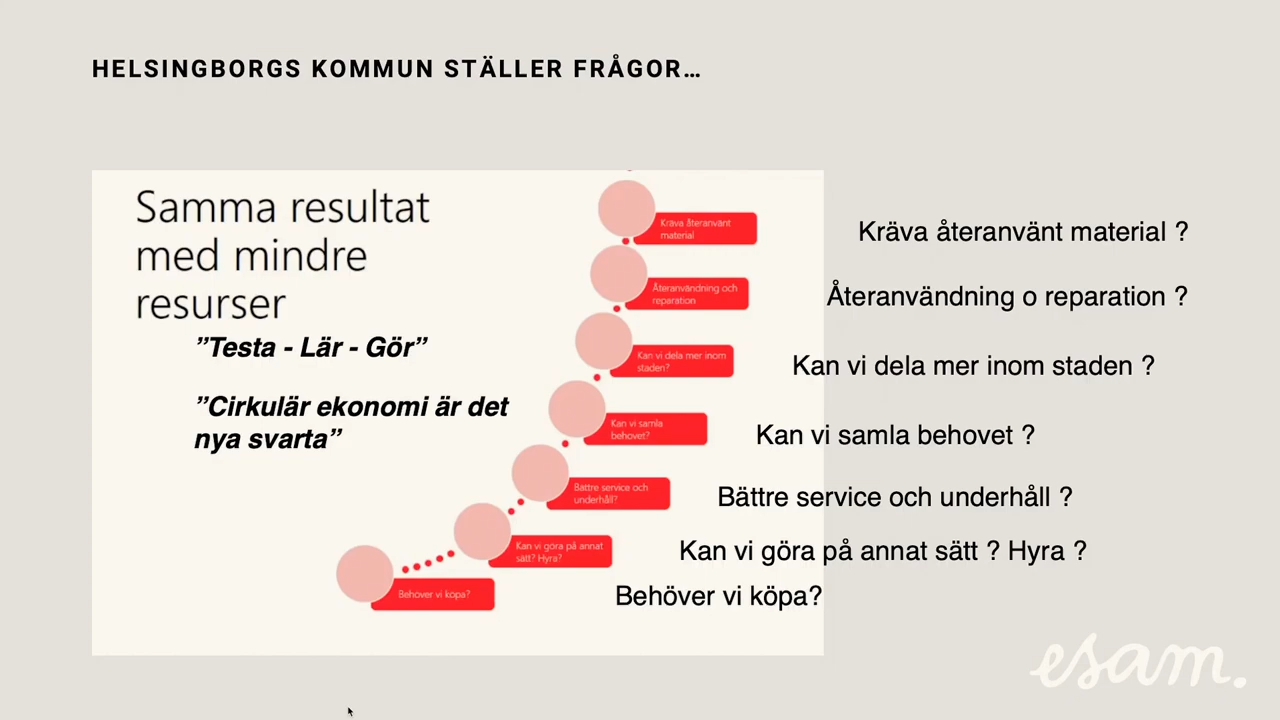 HELSINGBORGS KOMMUN STÄLLER FRÅGOR…
Samma resultat
med mindre
resurser
”Testa - Lär - Gör”
”Cirkulär ekonomi är det
nya svarta”
Kräva återanvänt
material
Återanvändning och
reparation
Kan vi dela mer inom
staden?
Kan vi samla
behovet?
Bättre service och
underhåll?
Kan vi göra på annat
sätt? Hyra?
Behöver vi köpa?
Kräva återanvänt material ?
Återanvändning o reparation ?
Kan vi dela mer inom staden ?
Kan vi samla behovet ?
Bättre service och underhåll ?
Kan vi göra på annat sätt ? Hyra ?
Behöver vi köpa?
esam.